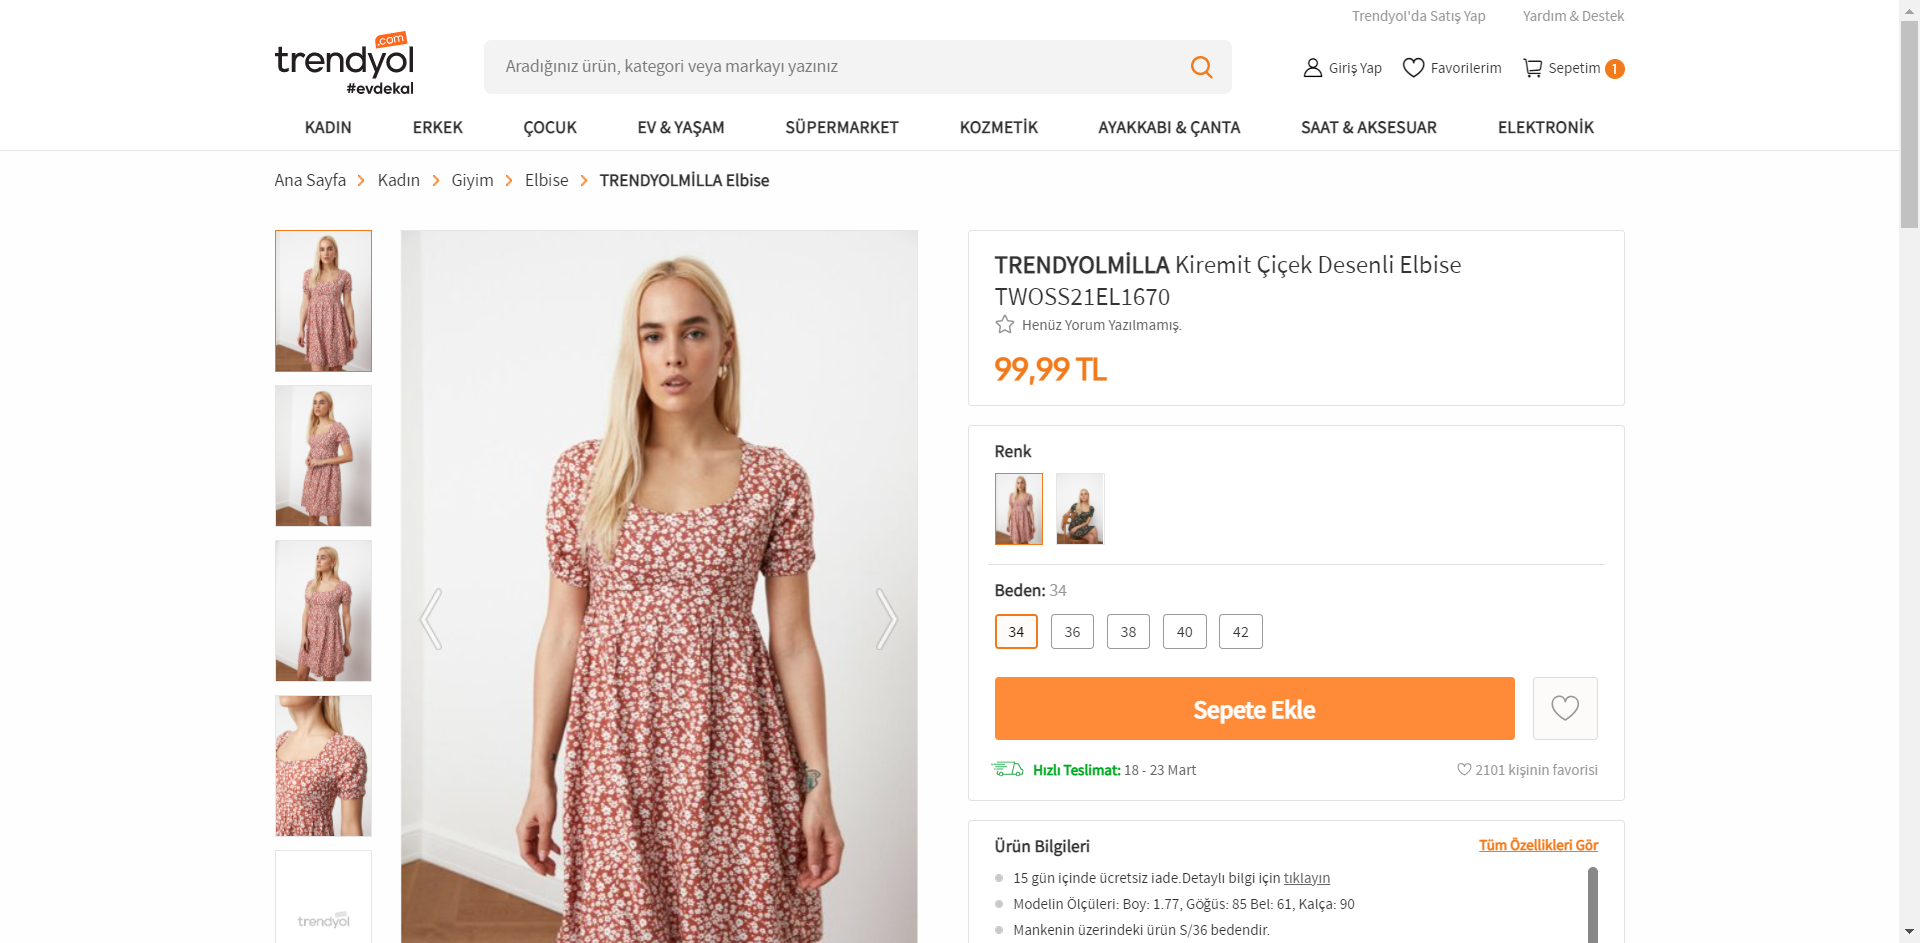 Trendyol'da Satış Yap
Yardım & Destek
trendyol
.com
#evdekal
Aradığınız ürün, kategori veya markayı yazınız
Giriş Yap
Favorilerim
Sepetim 1
KADIN
ERKEK
ÇOCUK
EV & YAŞAM
SÜPERMARKET
KOZMETİK
AYAKKABI & ÇANTA
SAAT & AKSESUAR
ELEKTRONİK
Ana Sayfa > Kadın > Giyim > Elbise > TRENDYOLMİLLA Elbise
TRENDYOLMİLLA Kiremit Çiçek Desenli Elbise
TWOSS21EL1670
Henüz Yorum Yazılmamış.
99,99 TL
Renk
Beden: 34
34
36
38
40
42
Sepete Ekle
Hızlı Teslimat: 18 - 23 Mart
2101 kişinin favorisi
Ürün Bilgileri
Tüm Özellikleri Gör
15 gün içinde ücretsiz iade.Detaylı bilgi için tıklayın
Modelin Ölçüleri: Boy: 1.77, Göğüs: 85 Bel: 61, Kalça: 90
Mankenin üzerindeki ürün S/36 bedendir.
trendyol